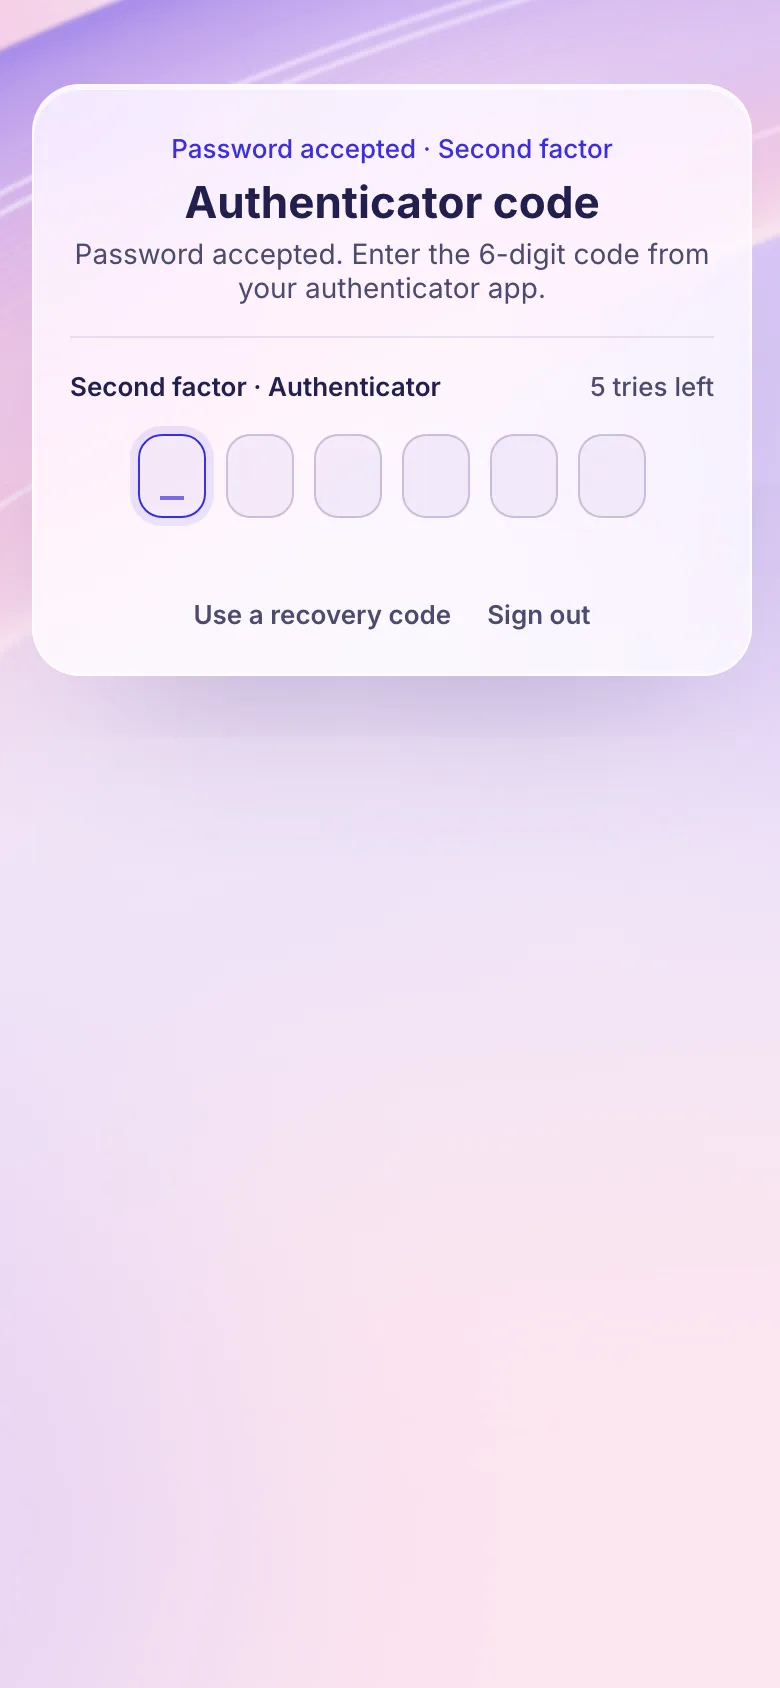 Password accepted · Second factor
Authenticator code
Password accepted. Enter the 6-digit code from
your authenticator app.
Second factor · Authenticator 5 tries left
Use a recovery code Sign out